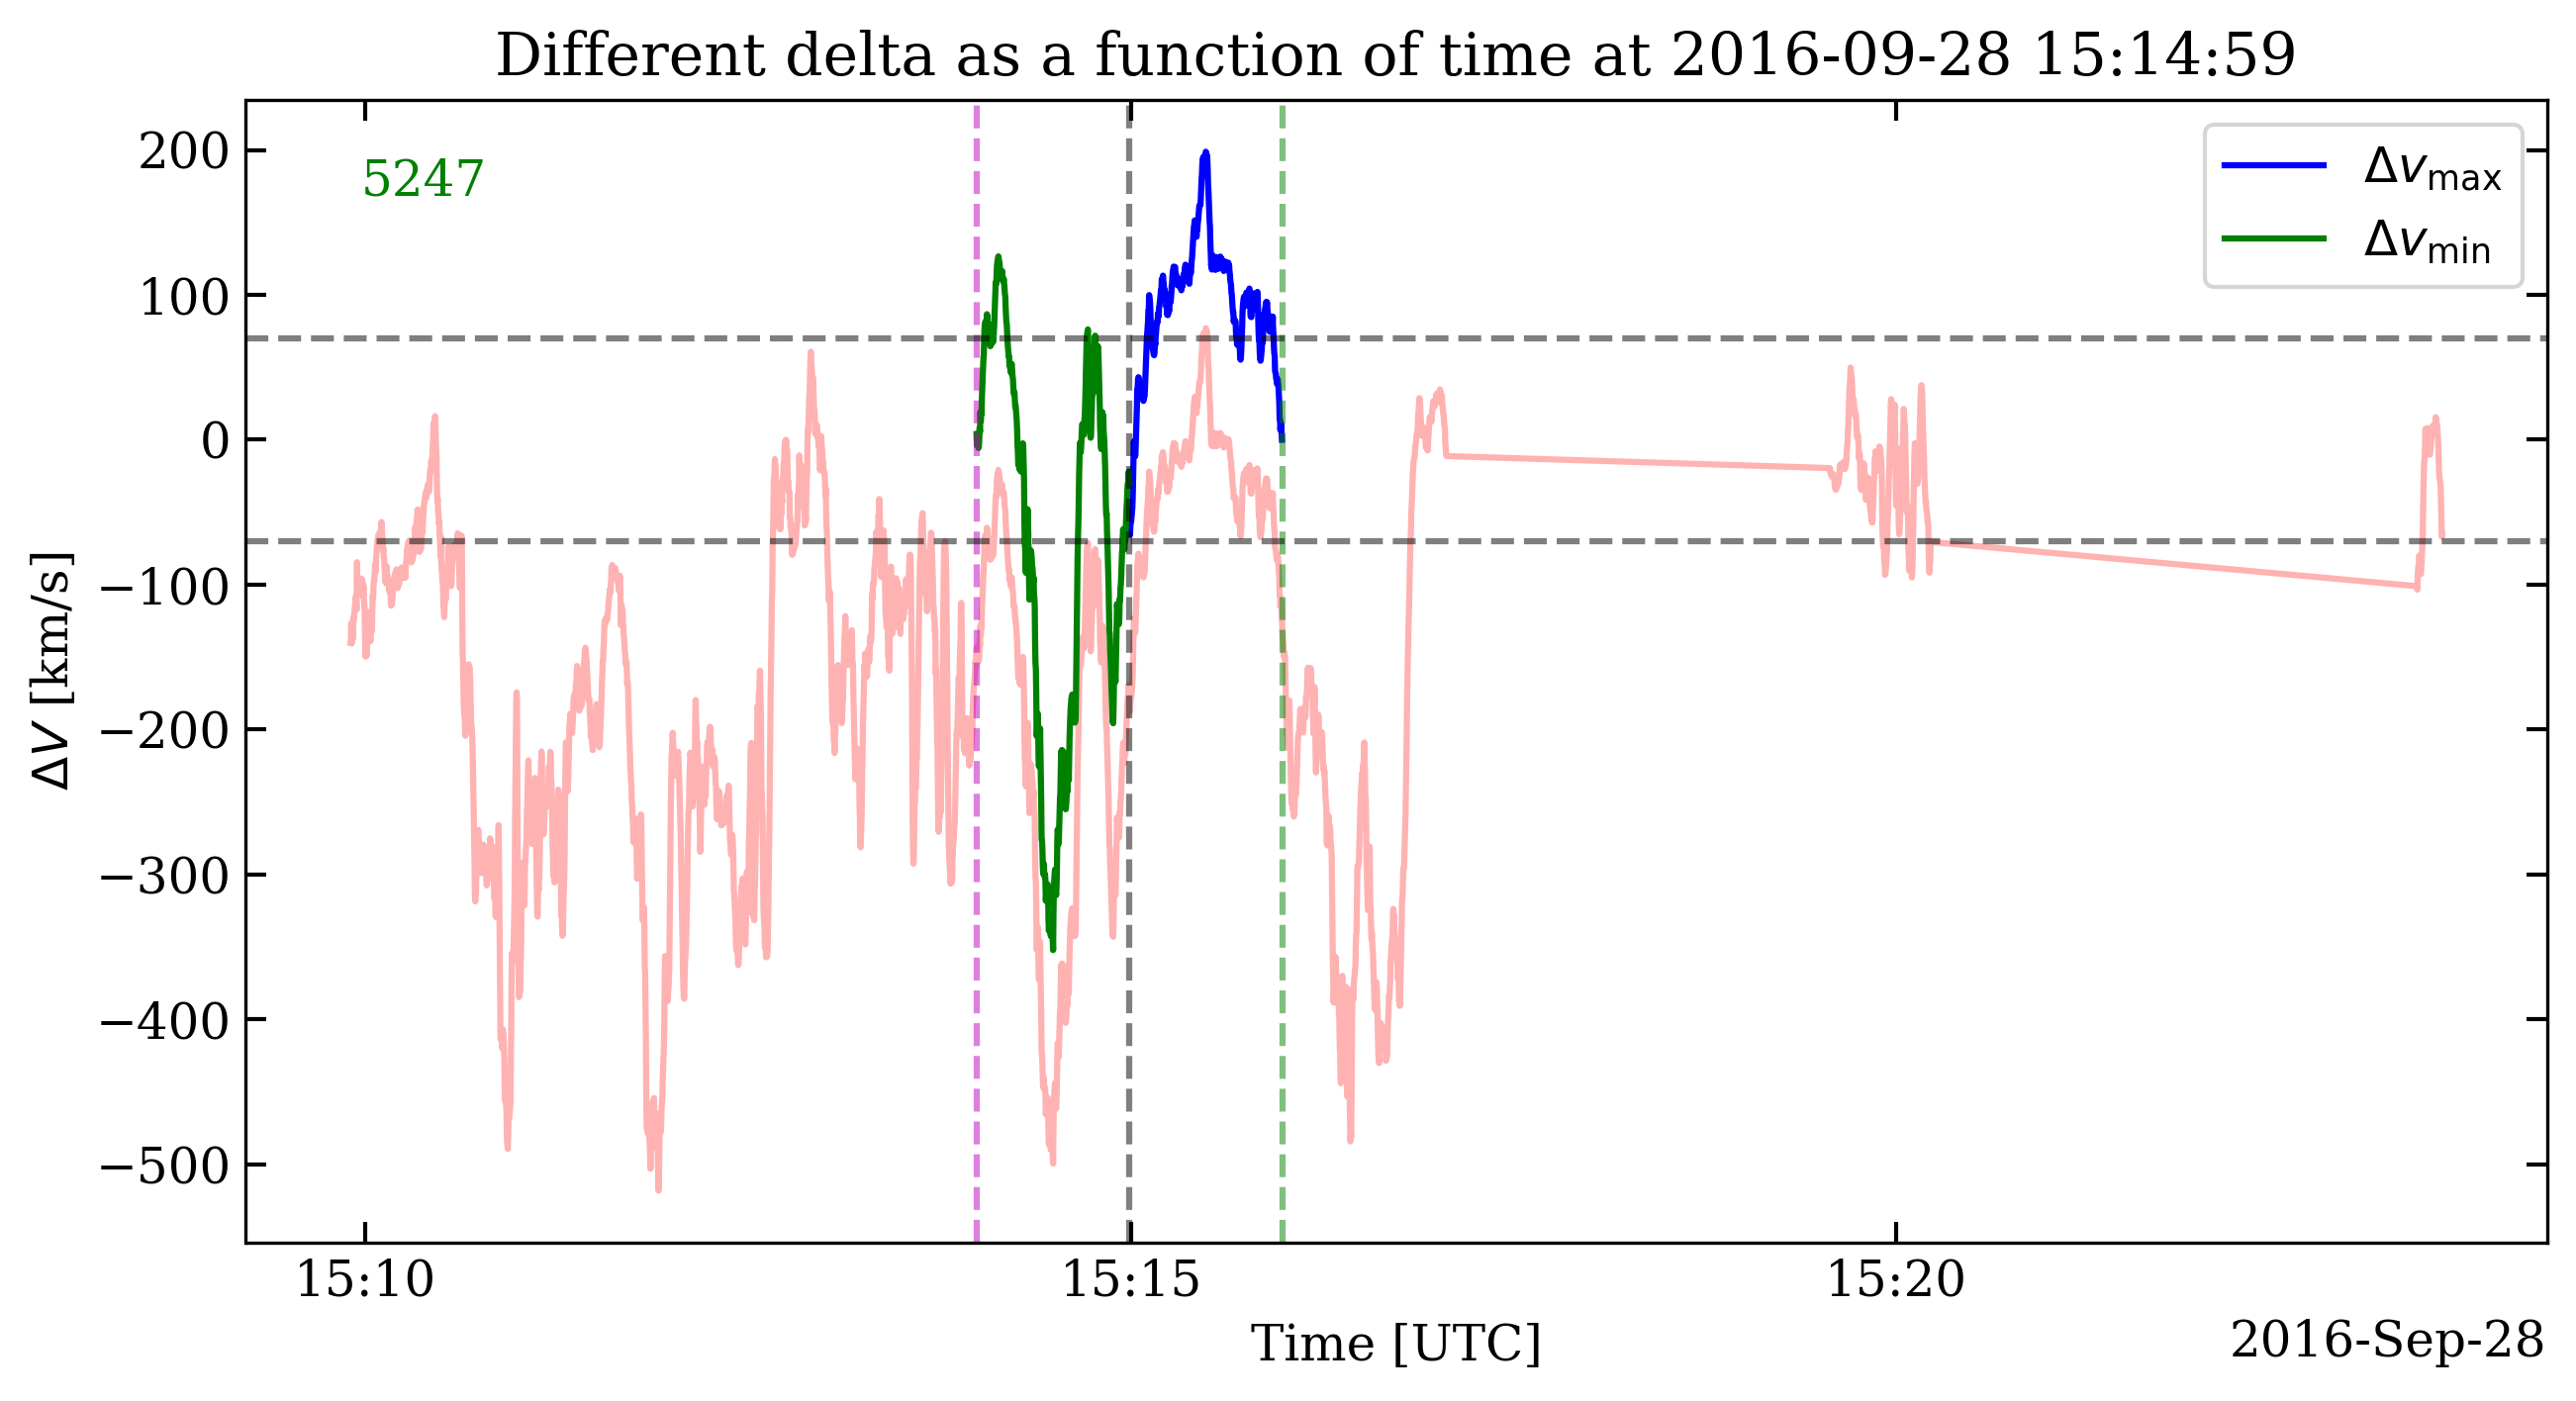 Different delta as a function of time at 2016-09-28 15:14:59
5247
Δvmax
Δvmin
200
100
0
−100
−200
−300
−400
−500
ΔV [km/s]
15:10
15:15
15:20
Time [UTC]
2016-Sep-28